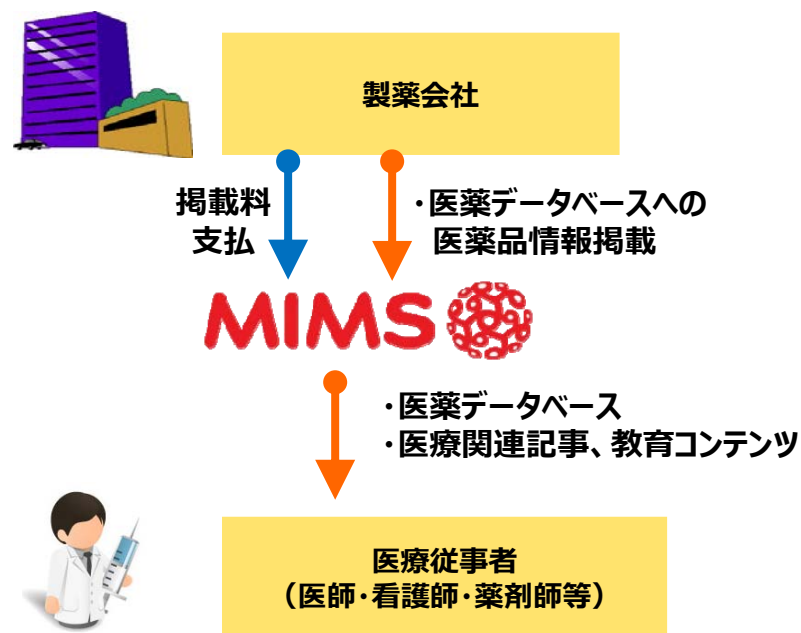 製薬会社
掲載料
支払
・医薬データベースへの
医薬品情報掲載
MIMS
・医薬データベース
・医療関連記事、教育コンテンツ
医療従事者
（医師・看護師・薬剤師等）